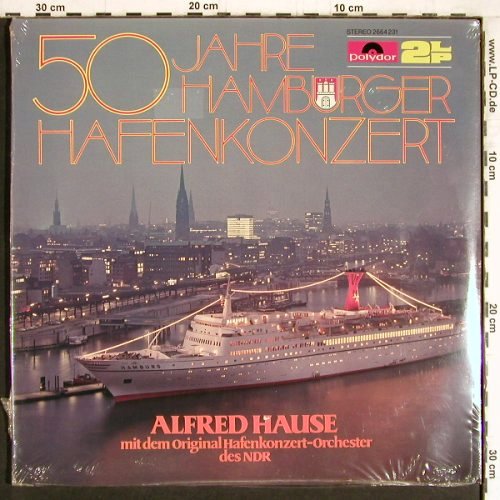 30 cm
20 cm
10 cm
STEREO 2664 231
polydor
2LP
50 JAHRE
HAMBURGER
HAFENKONZERT
HAMBURG
ALFRED HAUSE
mit dem Original Hafenkonzert-Orchester
des NDR
www.LP-CD.de
10 cm
20 cm
30 cm